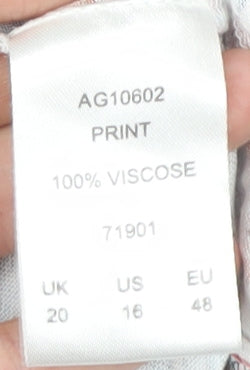 AG10602
PRINT
100% VISCOSE
71901
UK US EU
20 16 48